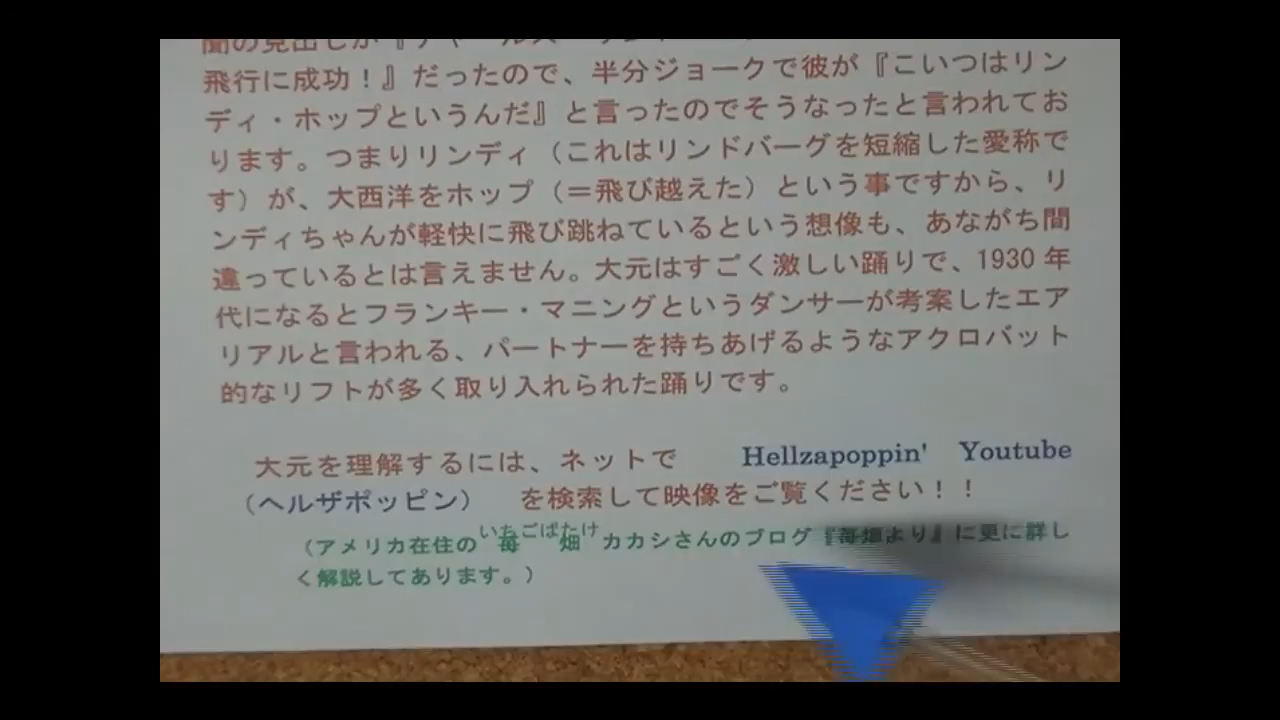 飛行に成功！』だったので、半分ジョークで彼が『こいつはリン
ディ・ホップというんだ』と言ったのでそうなったと言われてお
ります。つまりリンディ（これはリンドバーグを短縮した愛称で
す）が、大西洋をホップ（＝飛び越えた）という事ですから、リ
ンディちゃんが軽快に飛び跳ねているという想像も、あながち間
違っているとは言えません。大元はすごく激しい踊りで、1930 年
代になるとフランキー・マニングというダンサーが考案したエア
リアルと言われる、パートナーを持ちあげるようなアクロバット
的なリフトが多く取り入れられた踊りです。
大元を理解するには、ネットで Hellzapoppin' Youtube
（ヘルザポッピン） を検索して映像をご覧ください！！
いちごばたけ
（アメリカ在住の 苺 畑 カカシさんのブログ『苺畑より』に更に詳し
く解説してあります。）